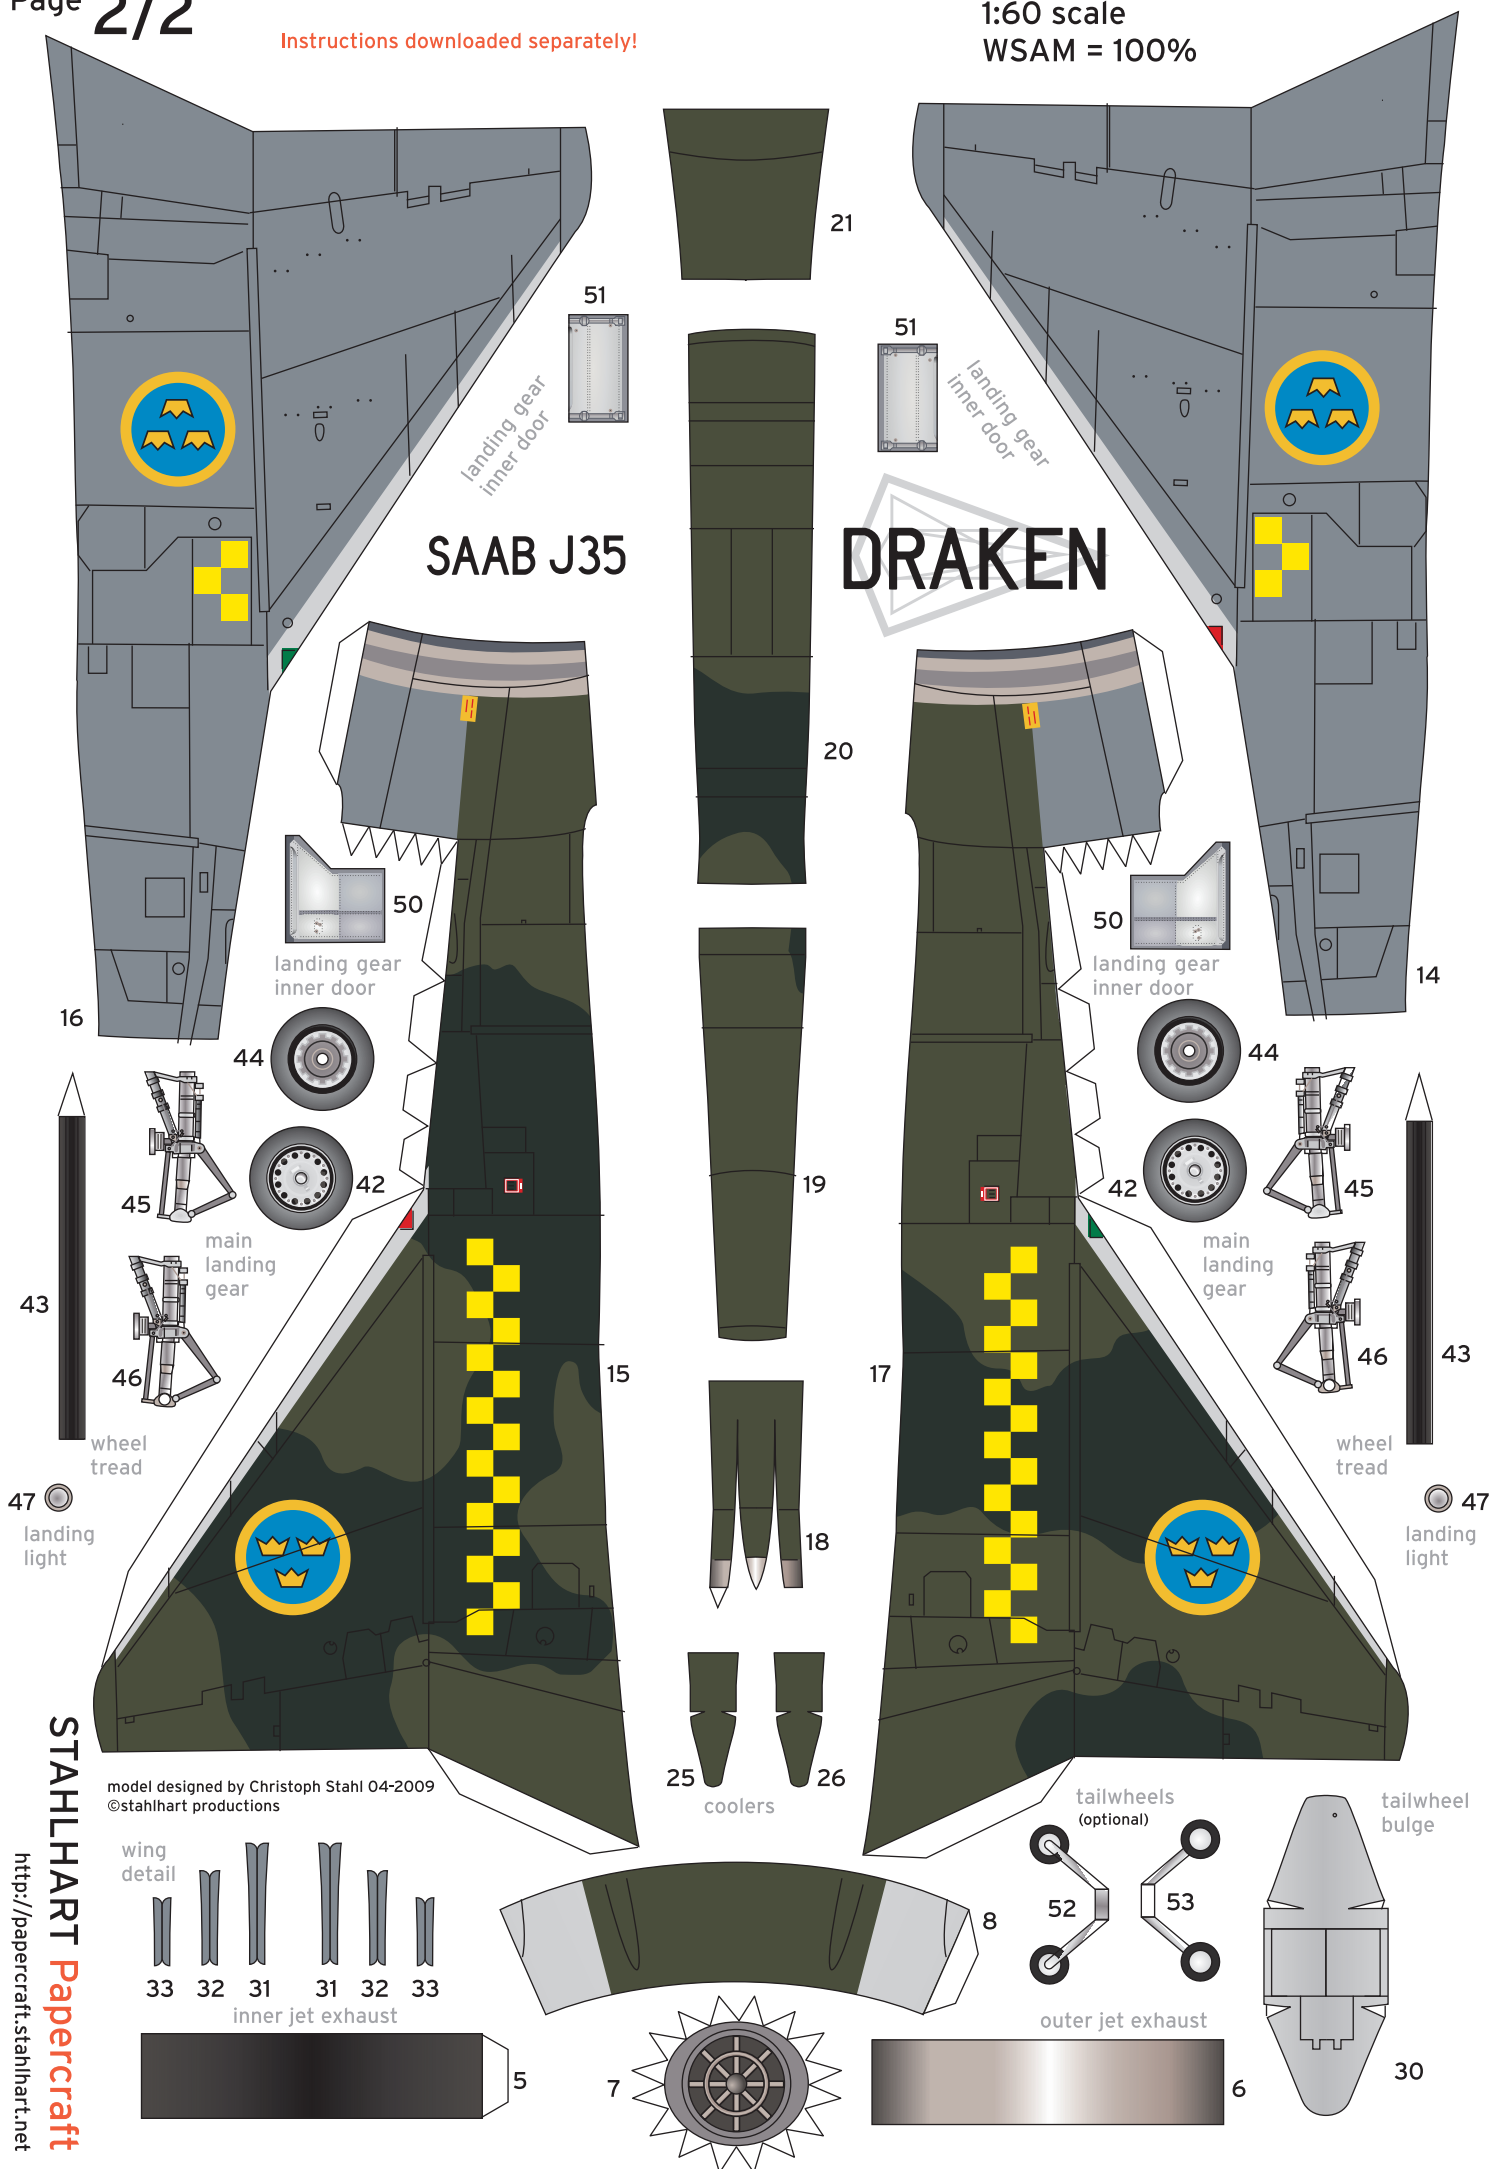 Page 2/2
Instructions downloaded separately!
1:60 scale
WSAM = 100%
21
51
51
landing gear
inner door
landing gear
inner door
SAAB J35
DRAKEN
20
50
landing gear
inner door
50
landing gear
inner door
16
14
44
44
45
42
42
45
19
main
landing
gear
main
landing
gear
43
46
46
43
15
17
wheel
tread
wheel
tread
47
landing
light
47
landing
light
18
25
26
coolers
model designed by Christoph Stahl 04-2009
©stahlhart productions
tailwheels
(optional)
tailwheel
bulge
wing
detail
52
53
8
33
32
31
31
32
33
inner jet exhaust
outer jet exhaust
5
7
6
30
STAHLHART Papercraft
http://papercraft.stahlhart.net